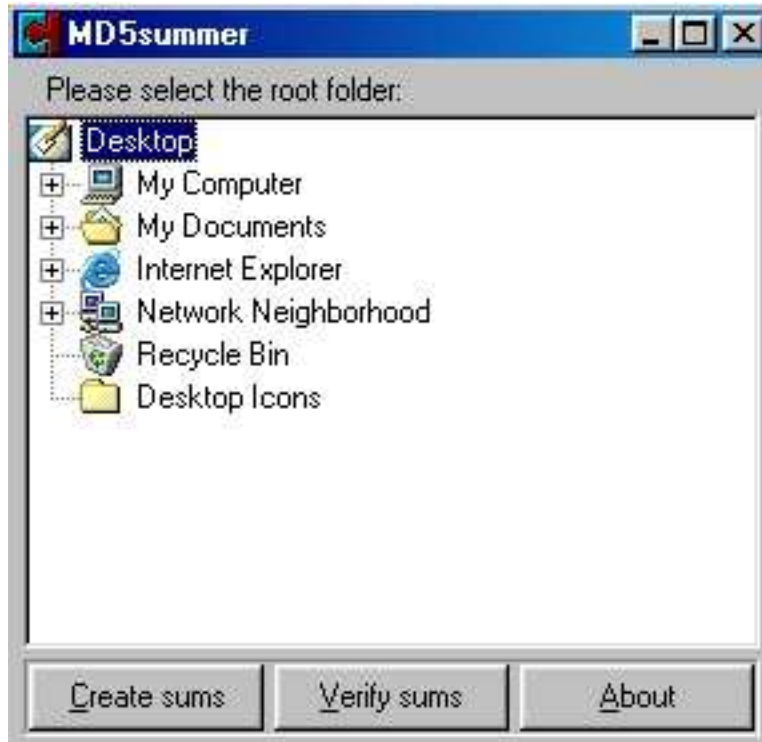 MD5summer
Please select the root folder:
Desktop
My Computer
My Documents
Internet Explorer
Network Neighborhood
Recycle Bin
Desktop Icons
Create sums
Verify sums
About